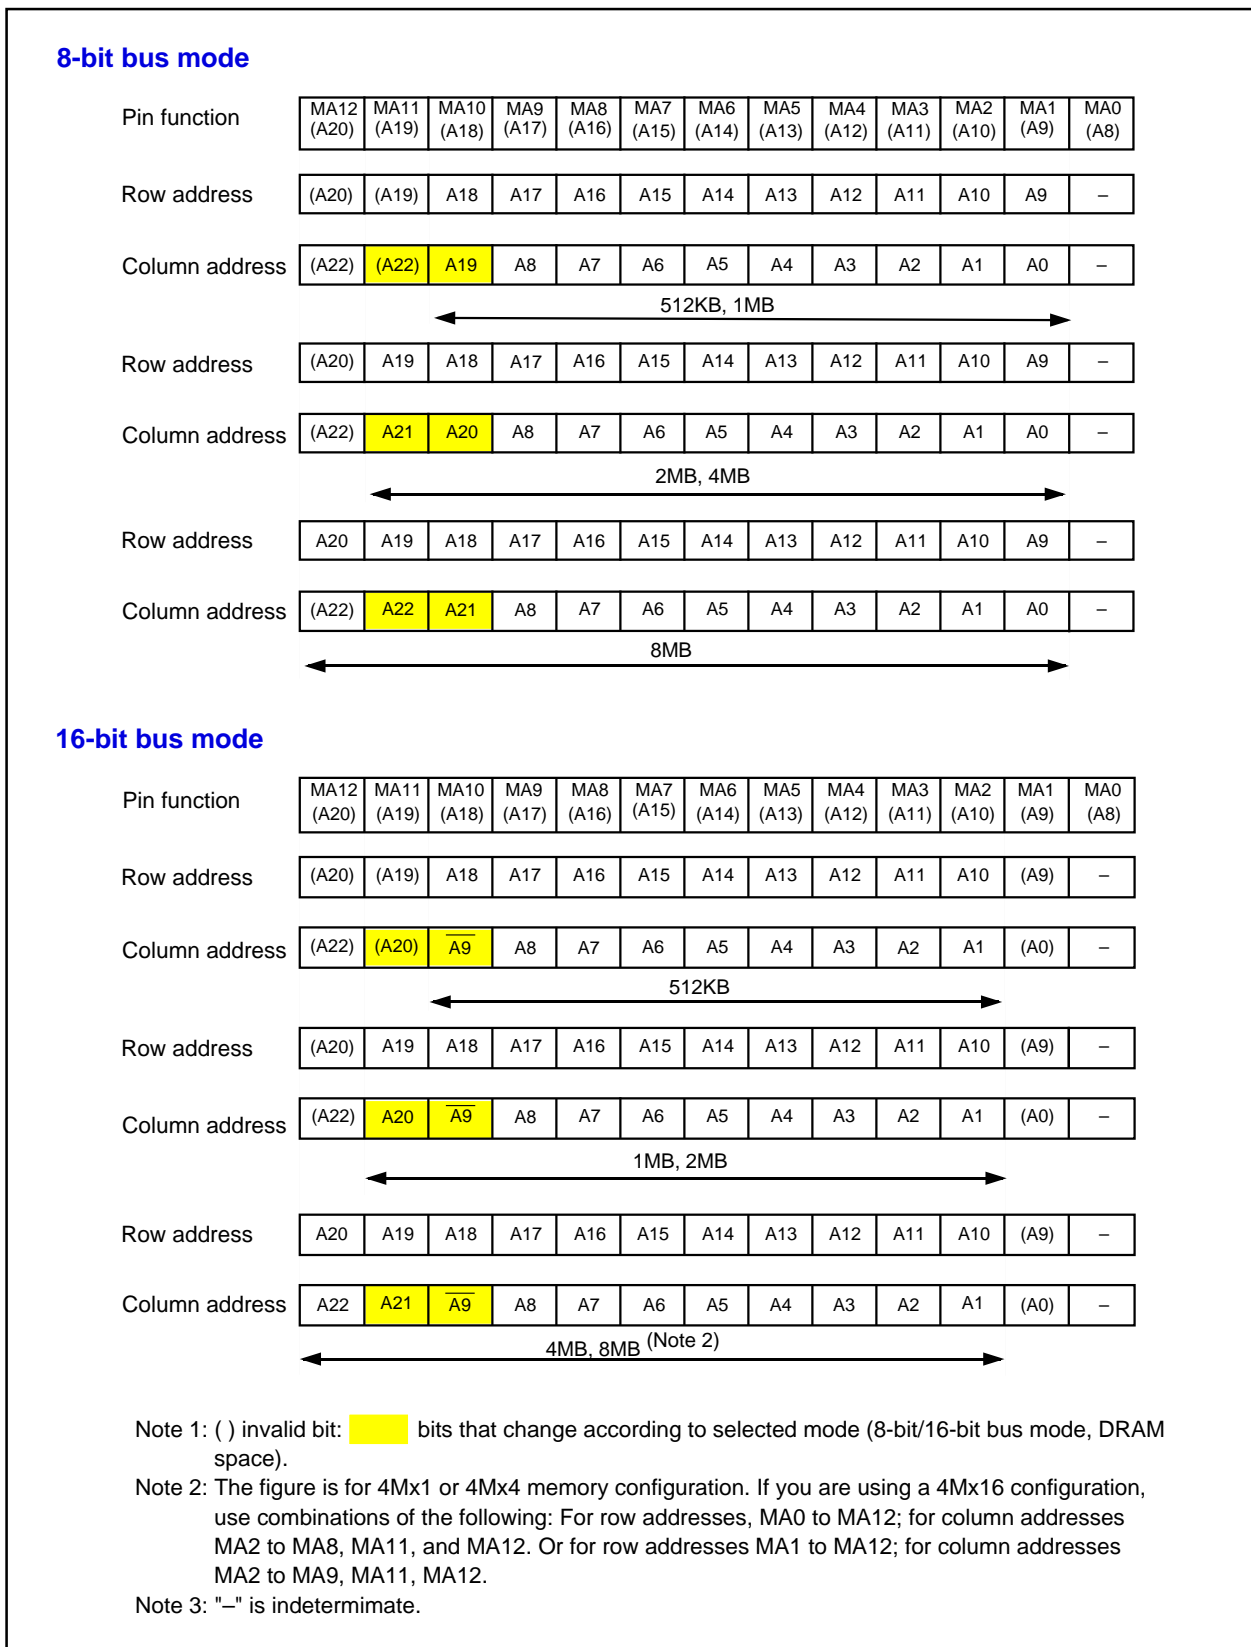 8-bit bus mode
Pin function MA12 (A20) MA11 (A19) MA10 (A18) MA9 (A17) MA8 (A16) MA7 (A15) MA6 (A14) MA5 (A13) MA4 (A12) MA3 (A11) MA2 (A10) MA1 (A9) MA0 (A8)
Row address (A20) (A19) A18 A17 A16 A15 A14 A13 A12 A11 A10 A9 –
Column address (A22) (A22) A19 A8 A7 A6 A5 A4 A3 A2 A1 A0 –
512KB, 1MB
Row address (A20) A19 A18 A17 A16 A15 A14 A13 A12 A11 A10 A9 –
Column address (A22) A21 A20 A8 A7 A6 A5 A4 A3 A2 A1 A0 –
2MB, 4MB
Row address A20 A19 A18 A17 A16 A15 A14 A13 A12 A11 A10 A9 –
Column address (A22) A22 A21 A8 A7 A6 A5 A4 A3 A2 A1 A0 –
8MB
16-bit bus mode
Pin function MA12 (A20) MA11 (A19) MA10 (A18) MA9 (A17) MA8 (A16) MA7 (A15) MA6 (A14) MA5 (A13) MA4 (A12) MA3 (A11) MA2 (A10) MA1 (A9) MA0 (A8)
Row address (A20) (A19) A18 A17 A16 A15 A14 A13 A12 A11 A10 (A9) –
Column address (A22) (A20) A̅9̅ A8 A7 A6 A5 A4 A3 A2 A1 (A0) –
512KB
Row address (A20) A19 A18 A17 A16 A15 A14 A13 A12 A11 A10 (A9) –
Column address (A22) A20 A̅9̅ A8 A7 A6 A5 A4 A3 A2 A1 (A0) –
1MB, 2MB
Row address A20 A19 A18 A17 A16 A15 A14 A13 A12 A11 A10 (A9) –
Column address A22 A21 A̅9̅ A8 A7 A6 A5 A4 A3 A2 A1 (A0) –
4MB, 8MB (Note 2)
Note 1: ( ) invalid bit: bits that change according to selected mode (8-bit/16-bit bus mode, DRAM
space).
Note 2: The figure is for 4Mx1 or 4Mx4 memory configuration. If you are using a 4Mx16 configuration,
use combinations of the following: For row addresses, MA0 to MA12; for column addresses
MA2 to MA8, MA11, and MA12. Or for row addresses MA1 to MA12; for column addresses
MA2 to MA9, MA11, MA12.
Note 3: "–" is indetermimate.